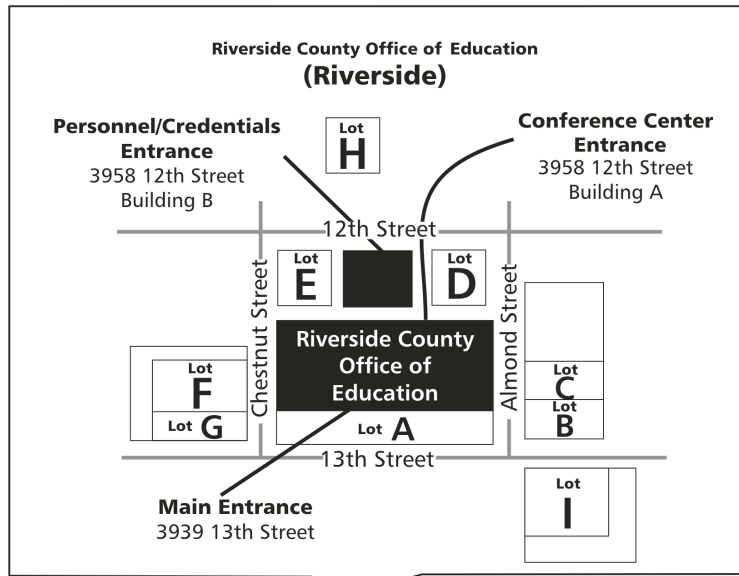 Riverside County Office of Education
(Riverside)
Personnel/Credentials
Entrance
3958 12th Street
Building B
Lot
H
Conference Center
Entrance
3958 12th Street
Building A
12th Street
Lot
E
Lot
D
Chestnut Street
Almond Street
Riverside County
Office of
Education
Lot
F
Lot G
Lot
C
Lot
B
Lot A
13th Street
Main Entrance
3939 13th Street
Lot
I